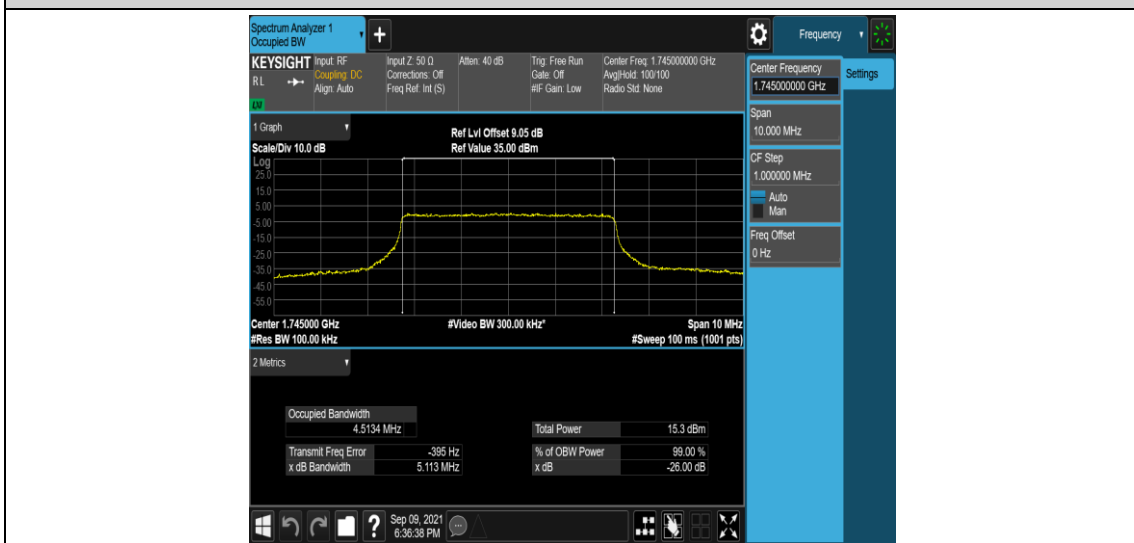 Spectrum Analyzer 1
Occupied BW
Frequency
KEYSIGHT
RL
LXI
Input: RF
Coupling: DC
Align: Auto
Input Z: 50 Ω
Corrections: Off
Freq Ref: Int (S)
Atten: 40 dB
Trig: Free Run
Gate: Off
#IF Gain: Low
Center Freq: 1.745000000 GHz
Avg|Hold: 100/100
Radio Std: None
Center Frequency
1.745000000 GHz
Settings
Span
10.000 MHz
CF Step
1.000000 MHz
Auto
Man
Freq Offset
0 Hz
1 Graph
Ref Lvl Offset 9.05 dB
Scale/Div 10.0 dB
Ref Value 35.00 dBm
Log
25.0
15.0
5.00
-5.00
-15.0
-25.0
-35.0
-45.0
-55.0
Center 1.745000 GHz
#Video BW 300.00 kHz*
Span 10 MHz
#Res BW 100.00 kHz
#Sweep 100 ms (1001 pts)
2 Metrics
Occupied Bandwidth
4.5134 MHz
Total Power 15.3 dBm
Transmit Freq Error -395 Hz
% of OBW Power 99.00 %
x dB Bandwidth 5.113 MHz
x dB -26.00 dB
Sep 09, 2021
6:36:38 PM